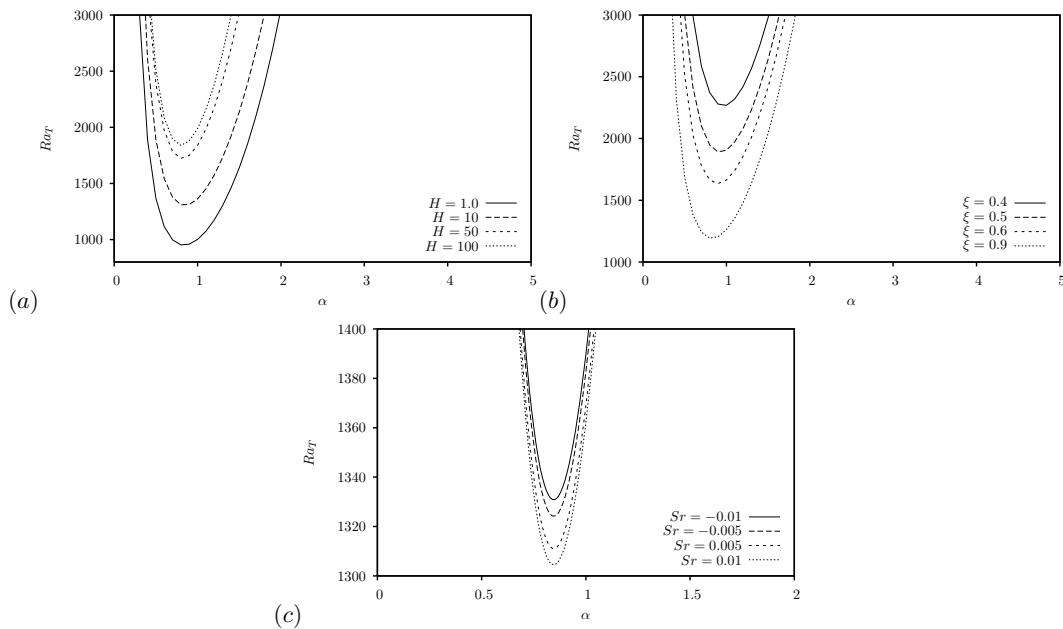 3000
2500
2000
1500
1000
Ra_T
H = 1.0
H = 10
H = 50
H = 100
0 1 2 3 4 5
α
(a)
3000
2500
2000
1500
1000
Ra_T
ξ = 0.4
ξ = 0.5
ξ = 0.6
ξ = 0.9
0 1 2 3 4 5
α
(b)
1400
1380
1360
1340
1320
1300
Ra_T
Sr = −0.01
Sr = −0.005
Sr = 0.005
Sr = 0.01
0 0.5 1 1.5 2
α
(c)